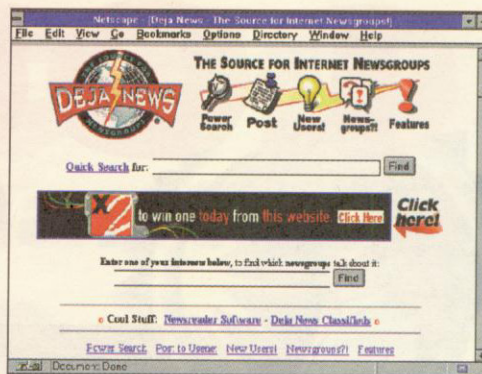 Netscape - [Deja News - The Source for Internet Newsgroups!]
File Edit View Go Bookmarks Options Directory Window Help
DEJA NEWS
THE SOURCE FOR INTERNET NEWSGROUPS
Power Search
Post
New Users!
News-groups?!
Features
Quick Search for: Find
to win one today from this website. Click Here
Click here!
Enter one of your interests below, to find which newsgroups talk about it:
Find
Cool Stuff: Newsreader Software - Deja News Classifieds
Power Search Post to Usenet New Users! Newsgroups?! Features
Document: Done